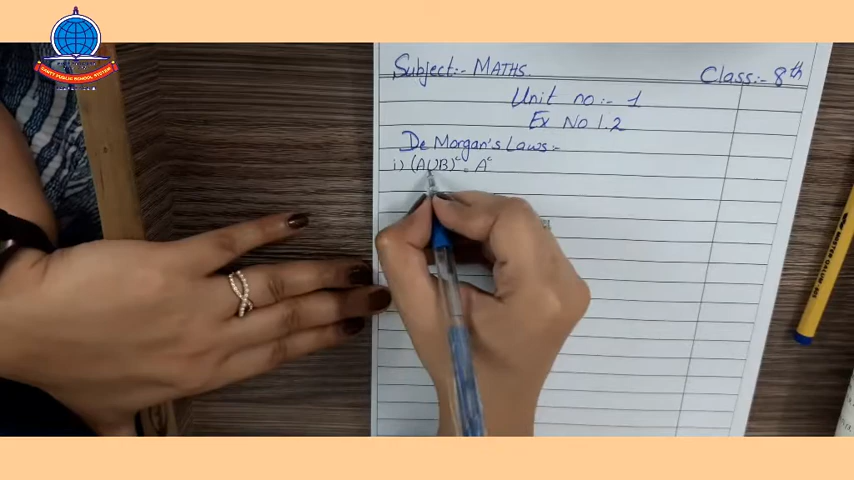 Subject:- MATHS.
Class:- 8th
Unit no:- 1
Ex No 1.2
De Morgan's Laws:-
i) (A∪B)ᶜ = Aᶜ